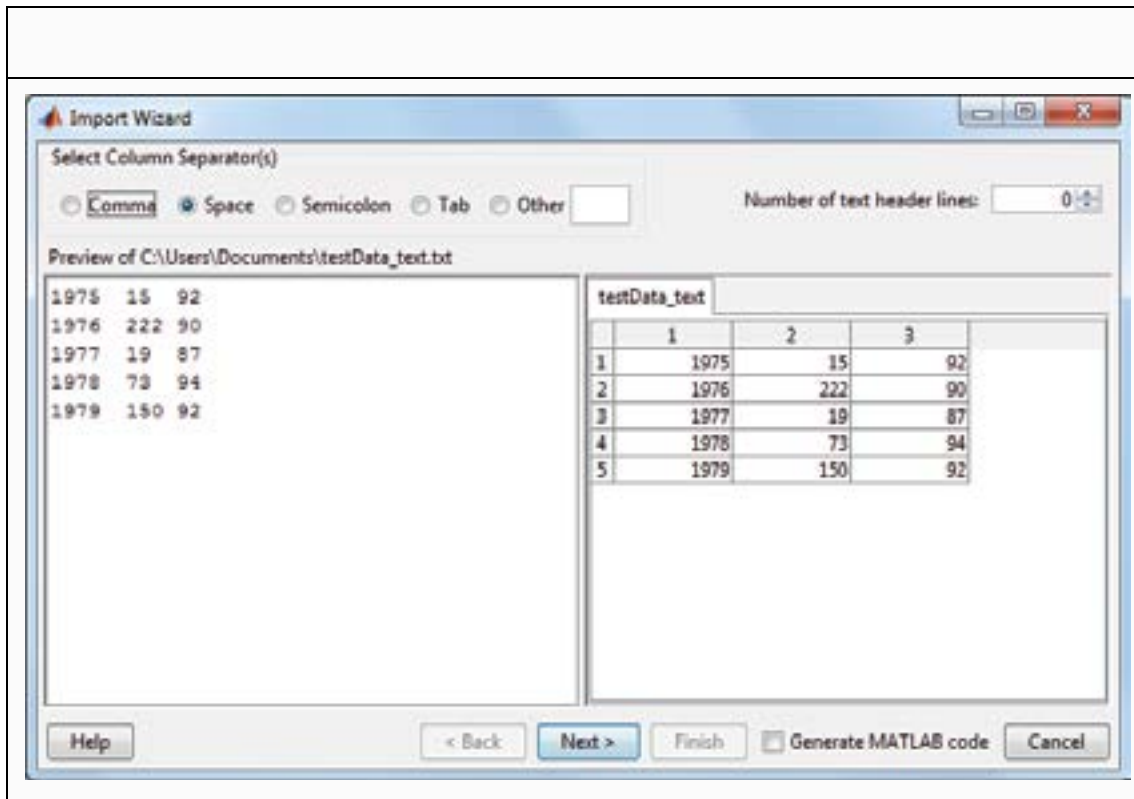 Import Wizard
Select Column Separator(s)
Comma Space Semicolon Tab Other
Number of text header lines: 0
Preview of C:\Users\Documents\testData_text.txt
1975 15 92
1976 222 90
1977 19 87
1978 73 94
1979 150 92
testData_text
1 2 3
1 1975 15 92
2 1976 222 90
3 1977 19 87
4 1978 73 94
5 1979 150 92
Help < Back Next > Finish Generate MATLAB code Cancel